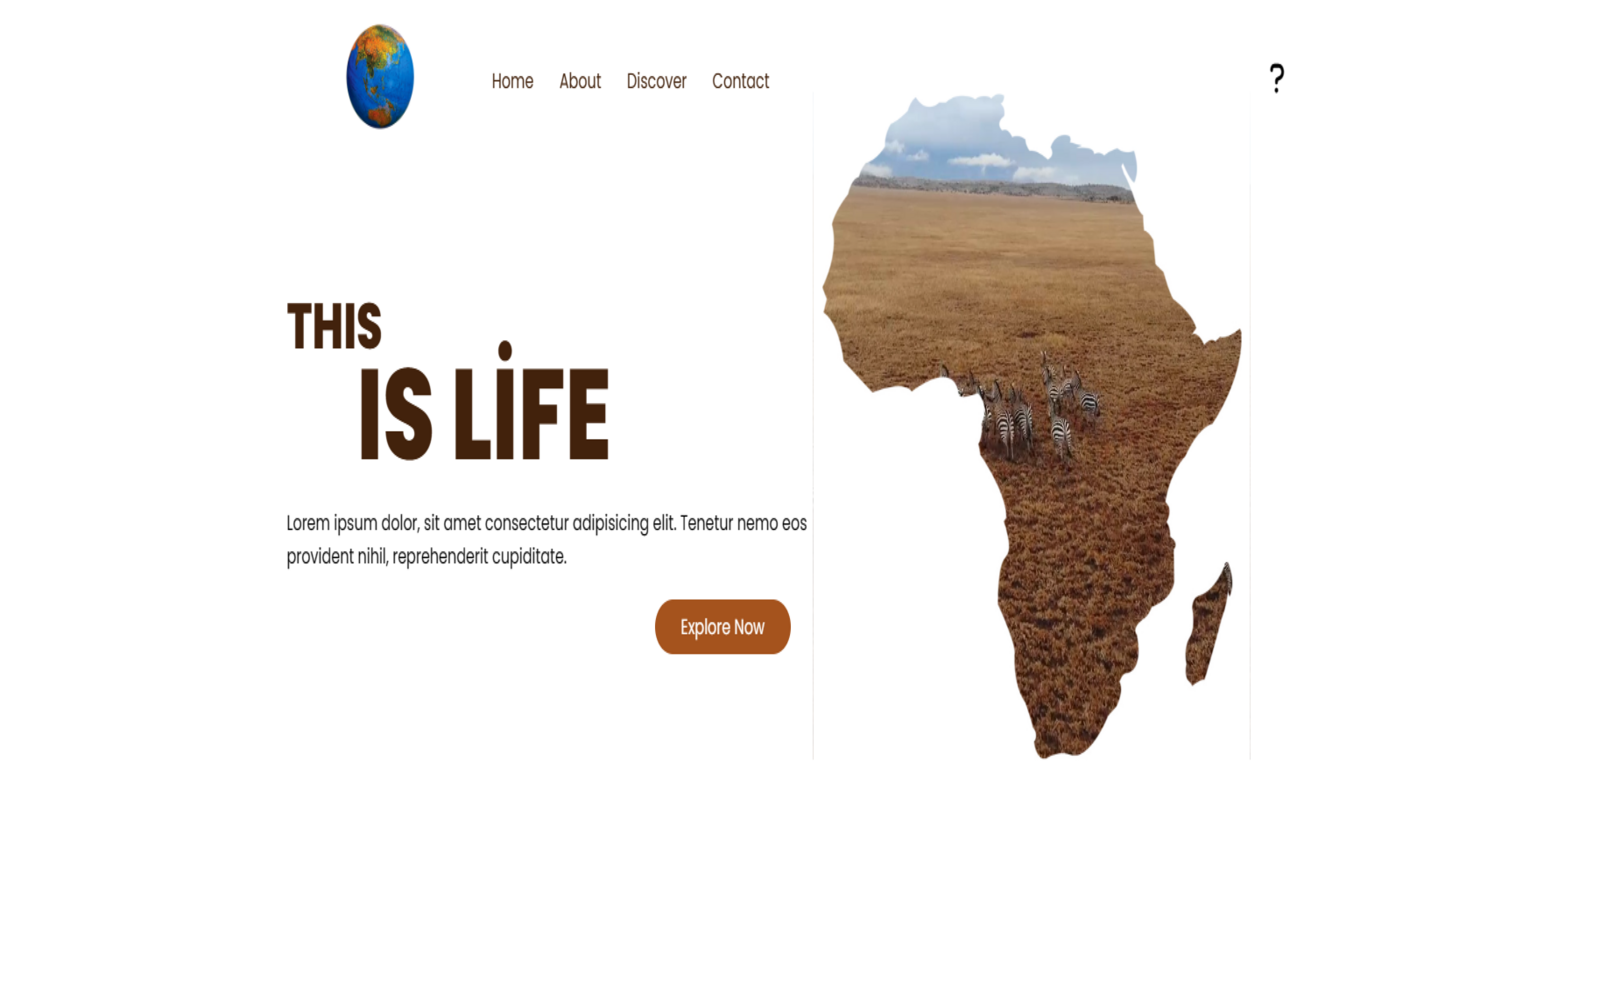 Home About Discover Contact
?
THIS
IS LİFE
Lorem ipsum dolor, sit amet consectetur adipisicing elit. Tenetur nemo eos
provident nihil, reprehenderit cupiditate.
Explore Now